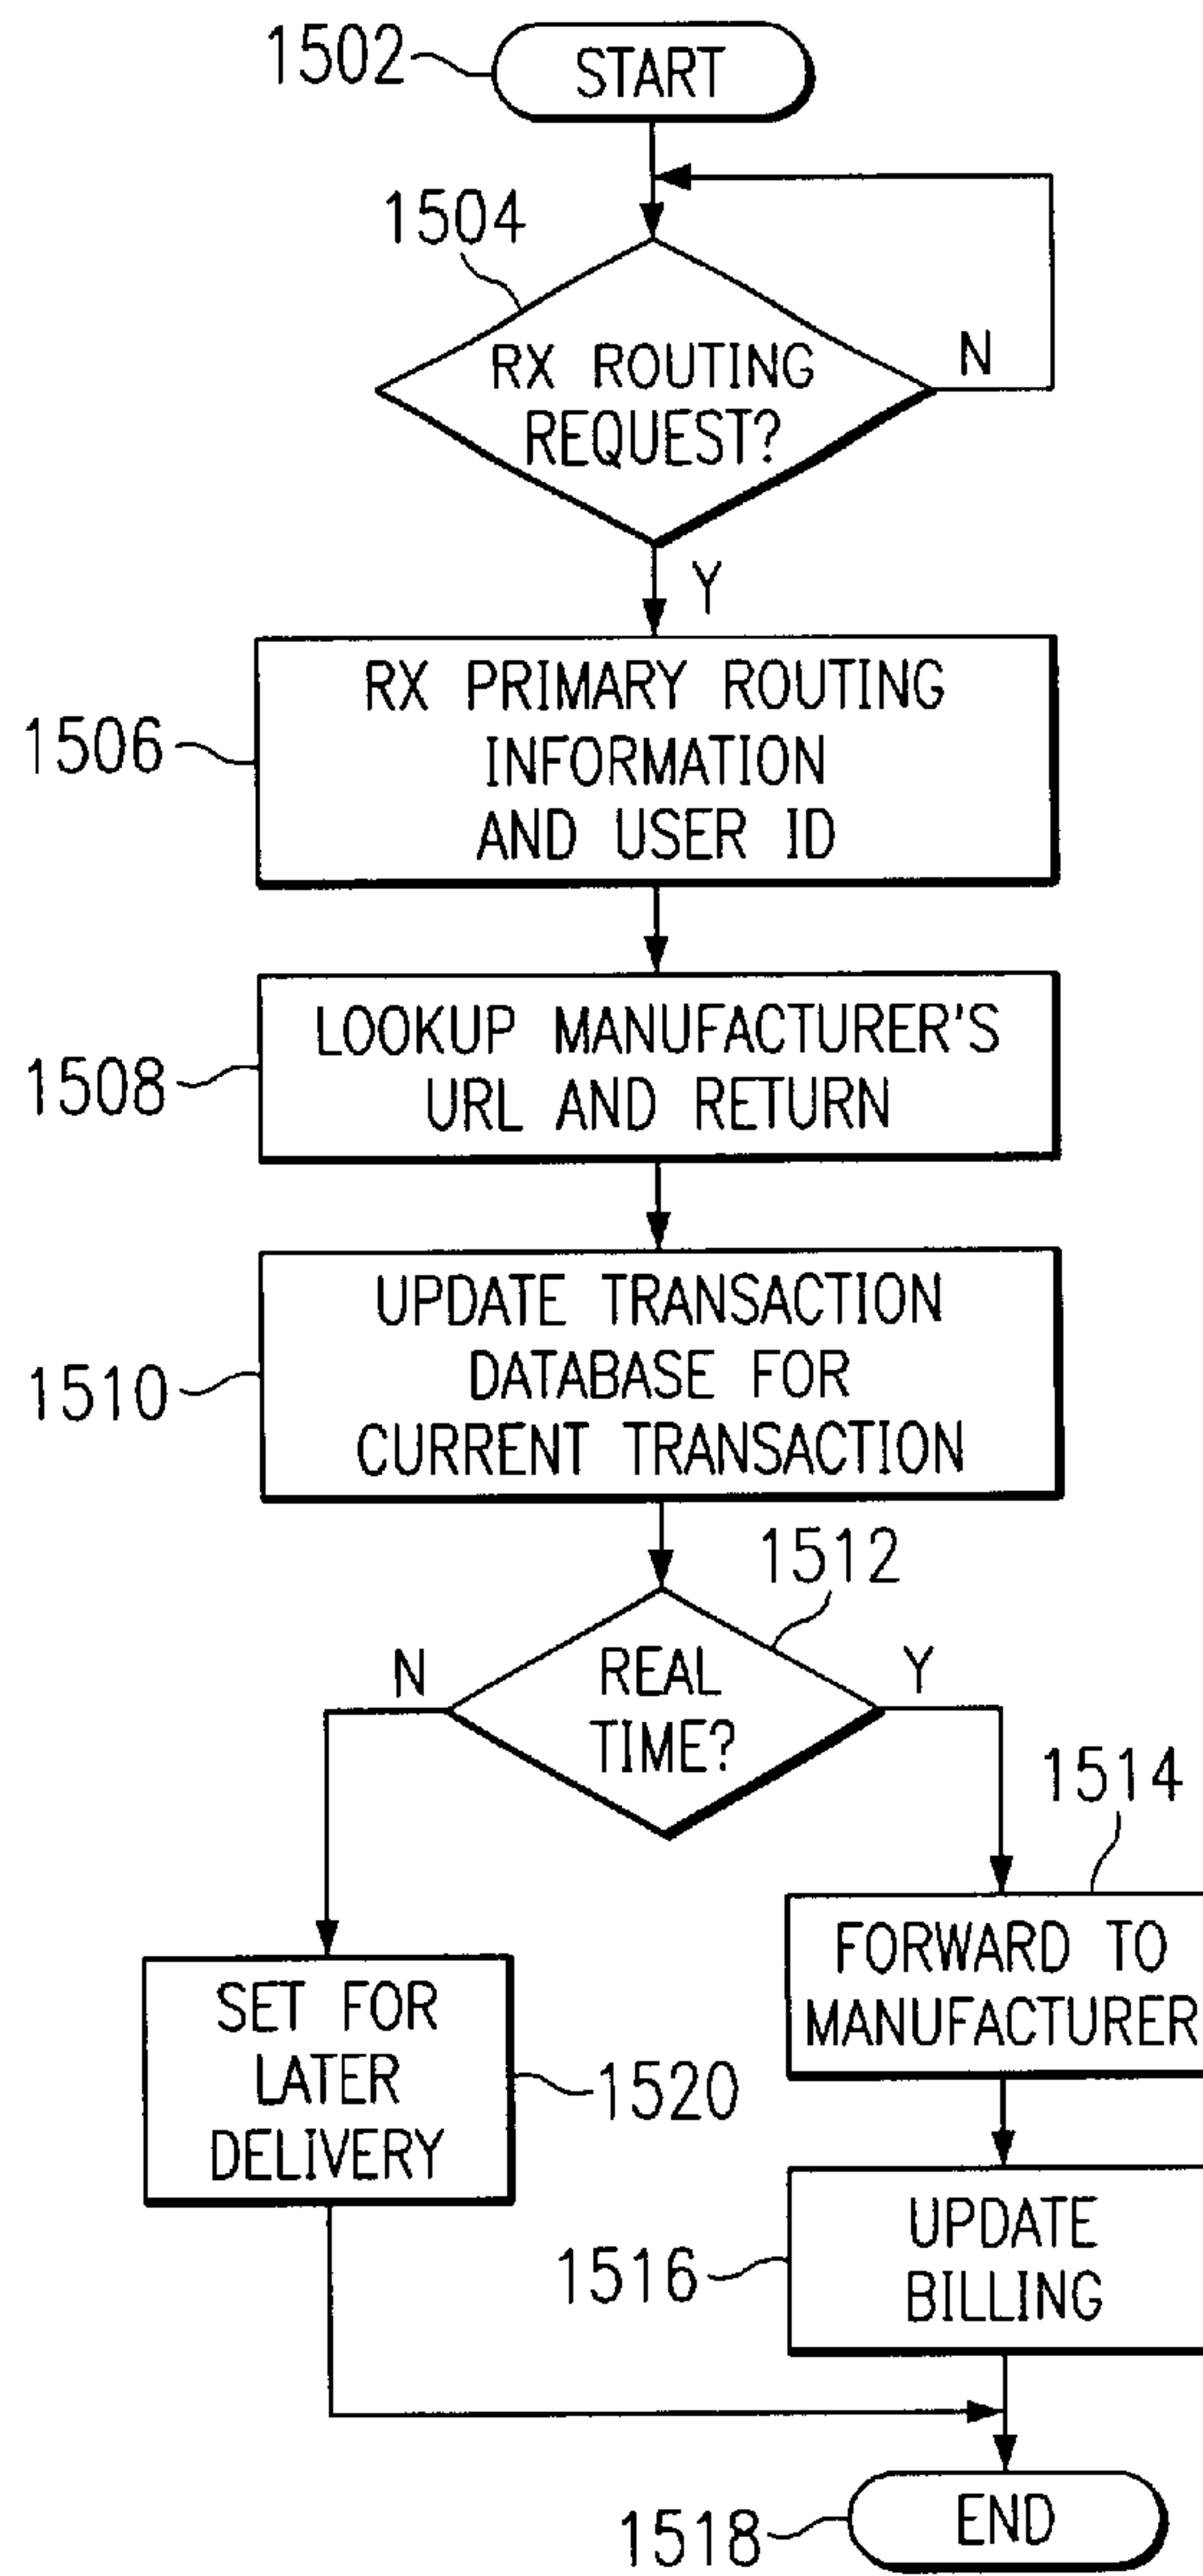 1502
START
1504
RX ROUTING
REQUEST?
N
Y
1506
RX PRIMARY ROUTING
INFORMATION
AND USER ID
1508
LOOKUP MANUFACTURER'S
URL AND RETURN
1510
UPDATE TRANSACTION
DATABASE FOR
CURRENT TRANSACTION
1512
N
REAL
TIME?
Y
1514
FORWARD TO
MANUFACTURER
SET FOR
LATER
DELIVERY
1520
1516
UPDATE
BILLING
1518
END